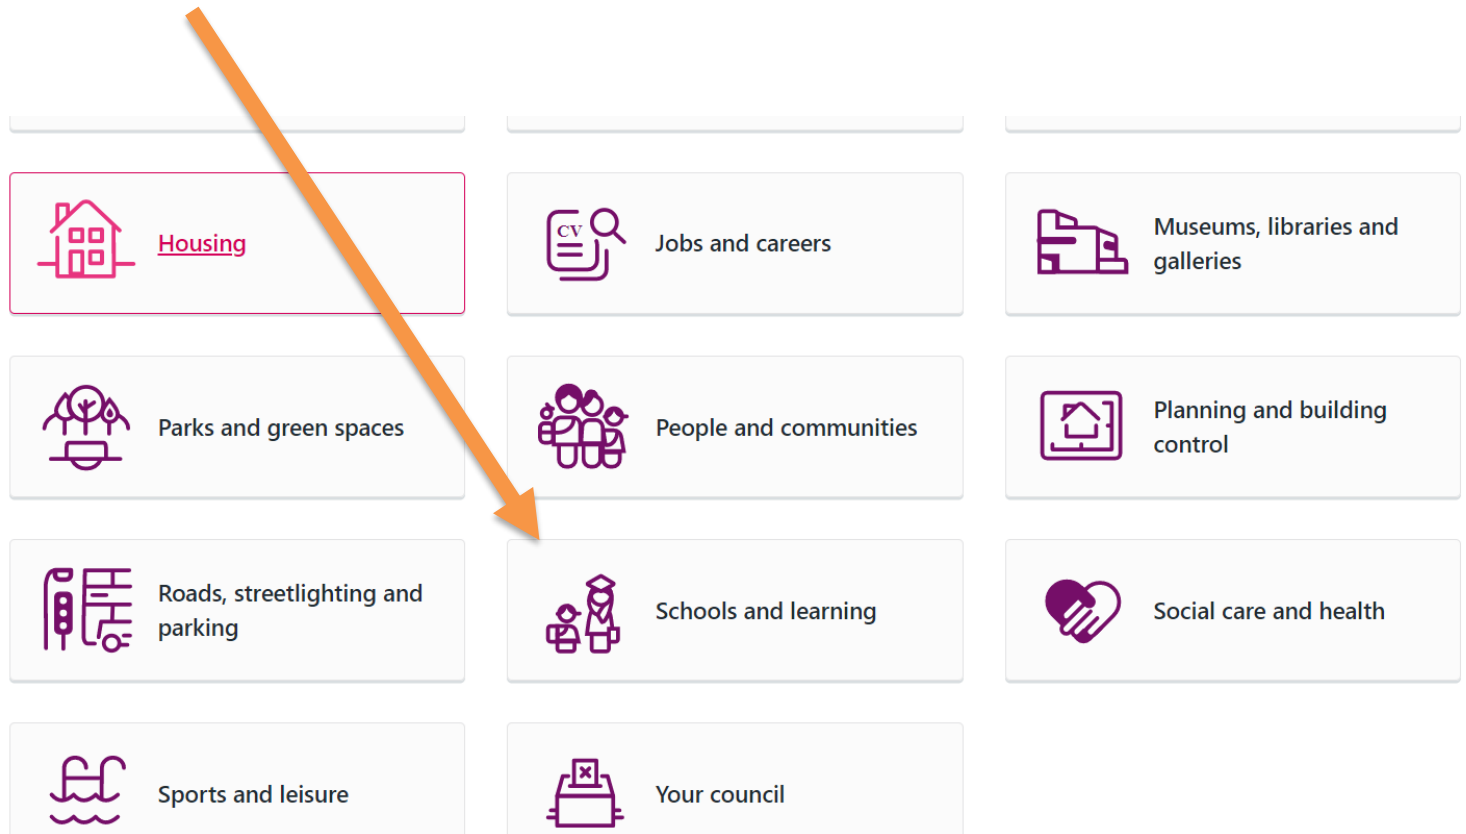 Housing
CV
Jobs and careers
Museums, libraries and
galleries
Parks and green spaces
People and communities
Planning and building
control
Roads, streetlighting and
parking
Schools and learning
Social care and health
Sports and leisure
Your council